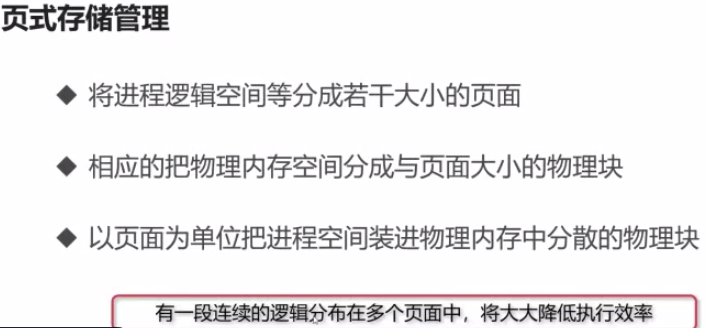 页式存储管理
◆ 将进程逻辑空间等分成若干大小的页面
◆ 相应的把物理内存空间分成与页面大小的物理块
◆ 以页面为单位把进程空间装进物理内存中分散的物理块
有一段连续的逻辑分布在多个页面中，将大大降低执行效率